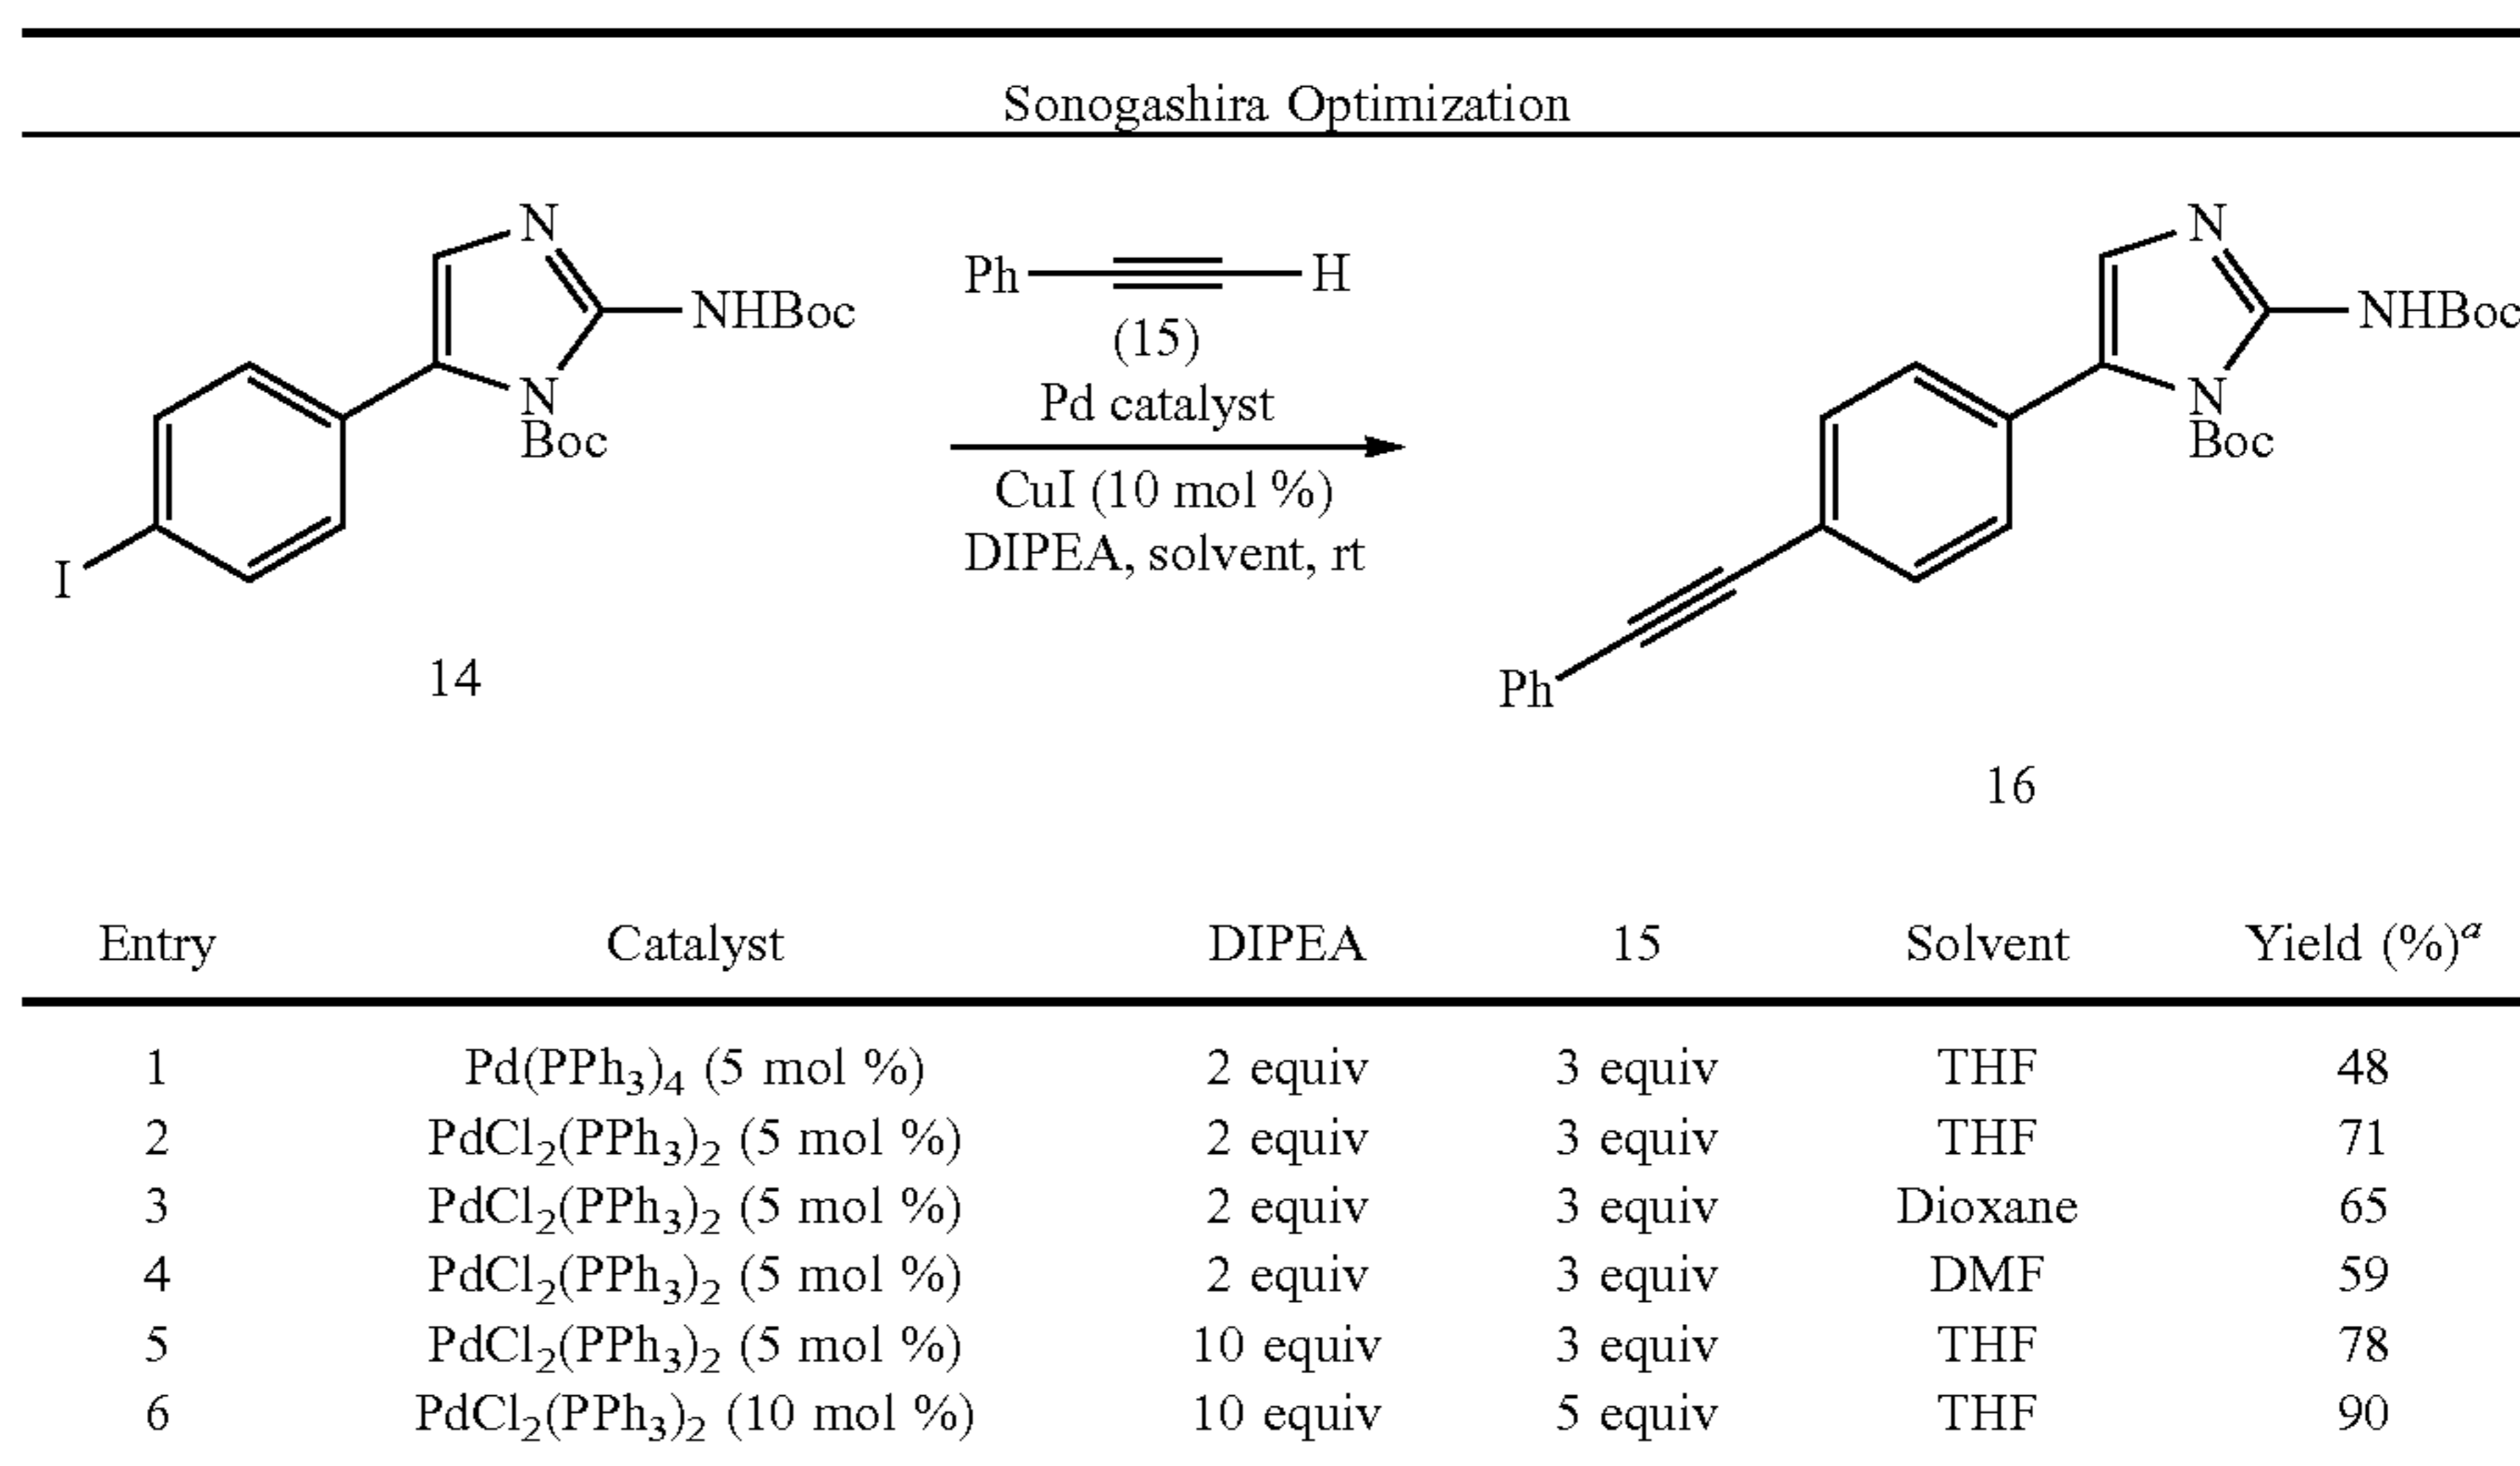 Sonogashira Optimization
N
NHBoc
N
Boc
I
14
Ph H
(15)
Pd catalyst
CuI (10 mol %)
DIPEA, solvent, rt
N
NHBoc
N
Boc
Ph
16
Entry Catalyst DIPEA 15 Solvent Yield (%)ᵃ
1 Pd(PPh₃)₄ (5 mol %) 2 equiv 3 equiv THF 48
2 PdCl₂(PPh₃)₂ (5 mol %) 2 equiv 3 equiv THF 71
3 PdCl₂(PPh₃)₂ (5 mol %) 2 equiv 3 equiv Dioxane 65
4 PdCl₂(PPh₃)₂ (5 mol %) 2 equiv 3 equiv DMF 59
5 PdCl₂(PPh₃)₂ (5 mol %) 10 equiv 3 equiv THF 78
6 PdCl₂(PPh₃)₂ (10 mol %) 10 equiv 5 equiv THF 90